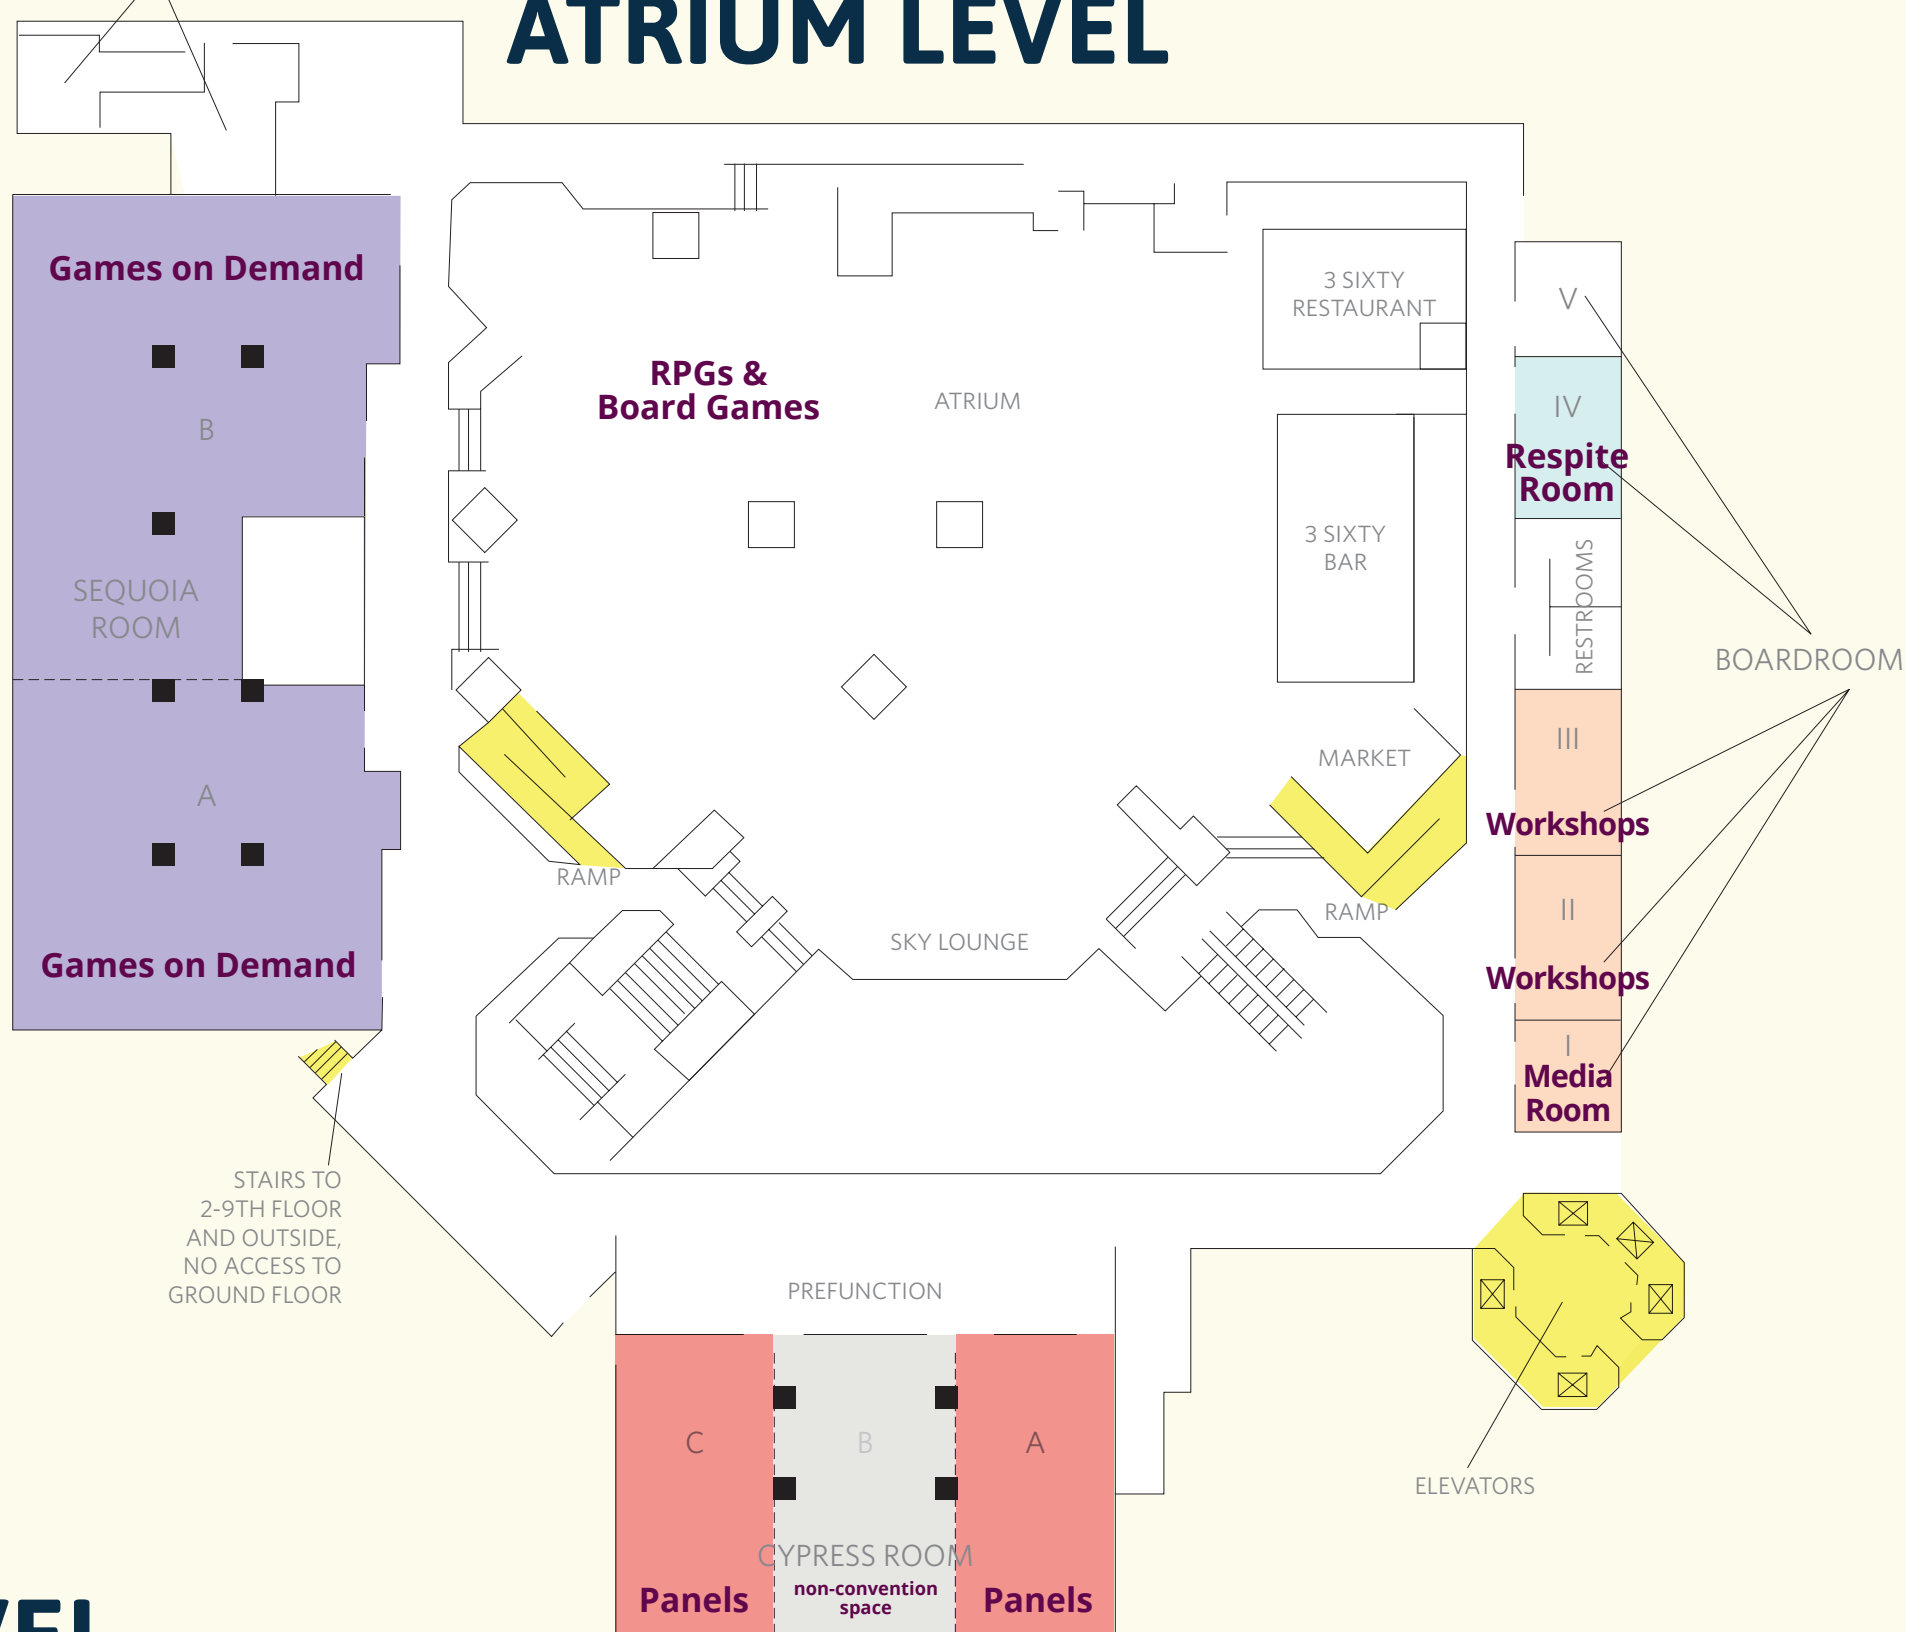 ATRIUM LEVEL
Games on Demand
B
SEQUOIA
ROOM
A
Games on Demand
RPGs &
Board Games
ATRIUM
3 SIXTY
RESTAURANT
3 SIXTY
BAR
MARKET
RAMP
RAMP
SKY LOUNGE
V
IV
Respite
Room
RESTROOMS
BOARDROOM
III
Workshops
II
Workshops
I
Media
Room
STAIRS TO
2-9TH FLOOR
AND OUTSIDE,
NO ACCESS TO
GROUND FLOOR
PREFUNCTION
C
B
A
CYPRESS ROOM
Panels
non-convention
space
Panels
ELEVATORS